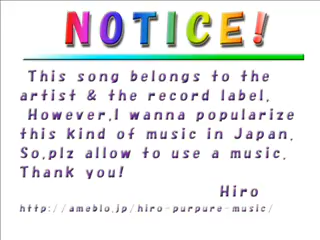 NOTICE!
This song belongs to the
artist & the record label.
However,I wanna popularize
this kind of music in Japan.
So,plz allow to use a music.
Thank you!
Hiro
http://ameblo.jp/hiro-purpure-music/